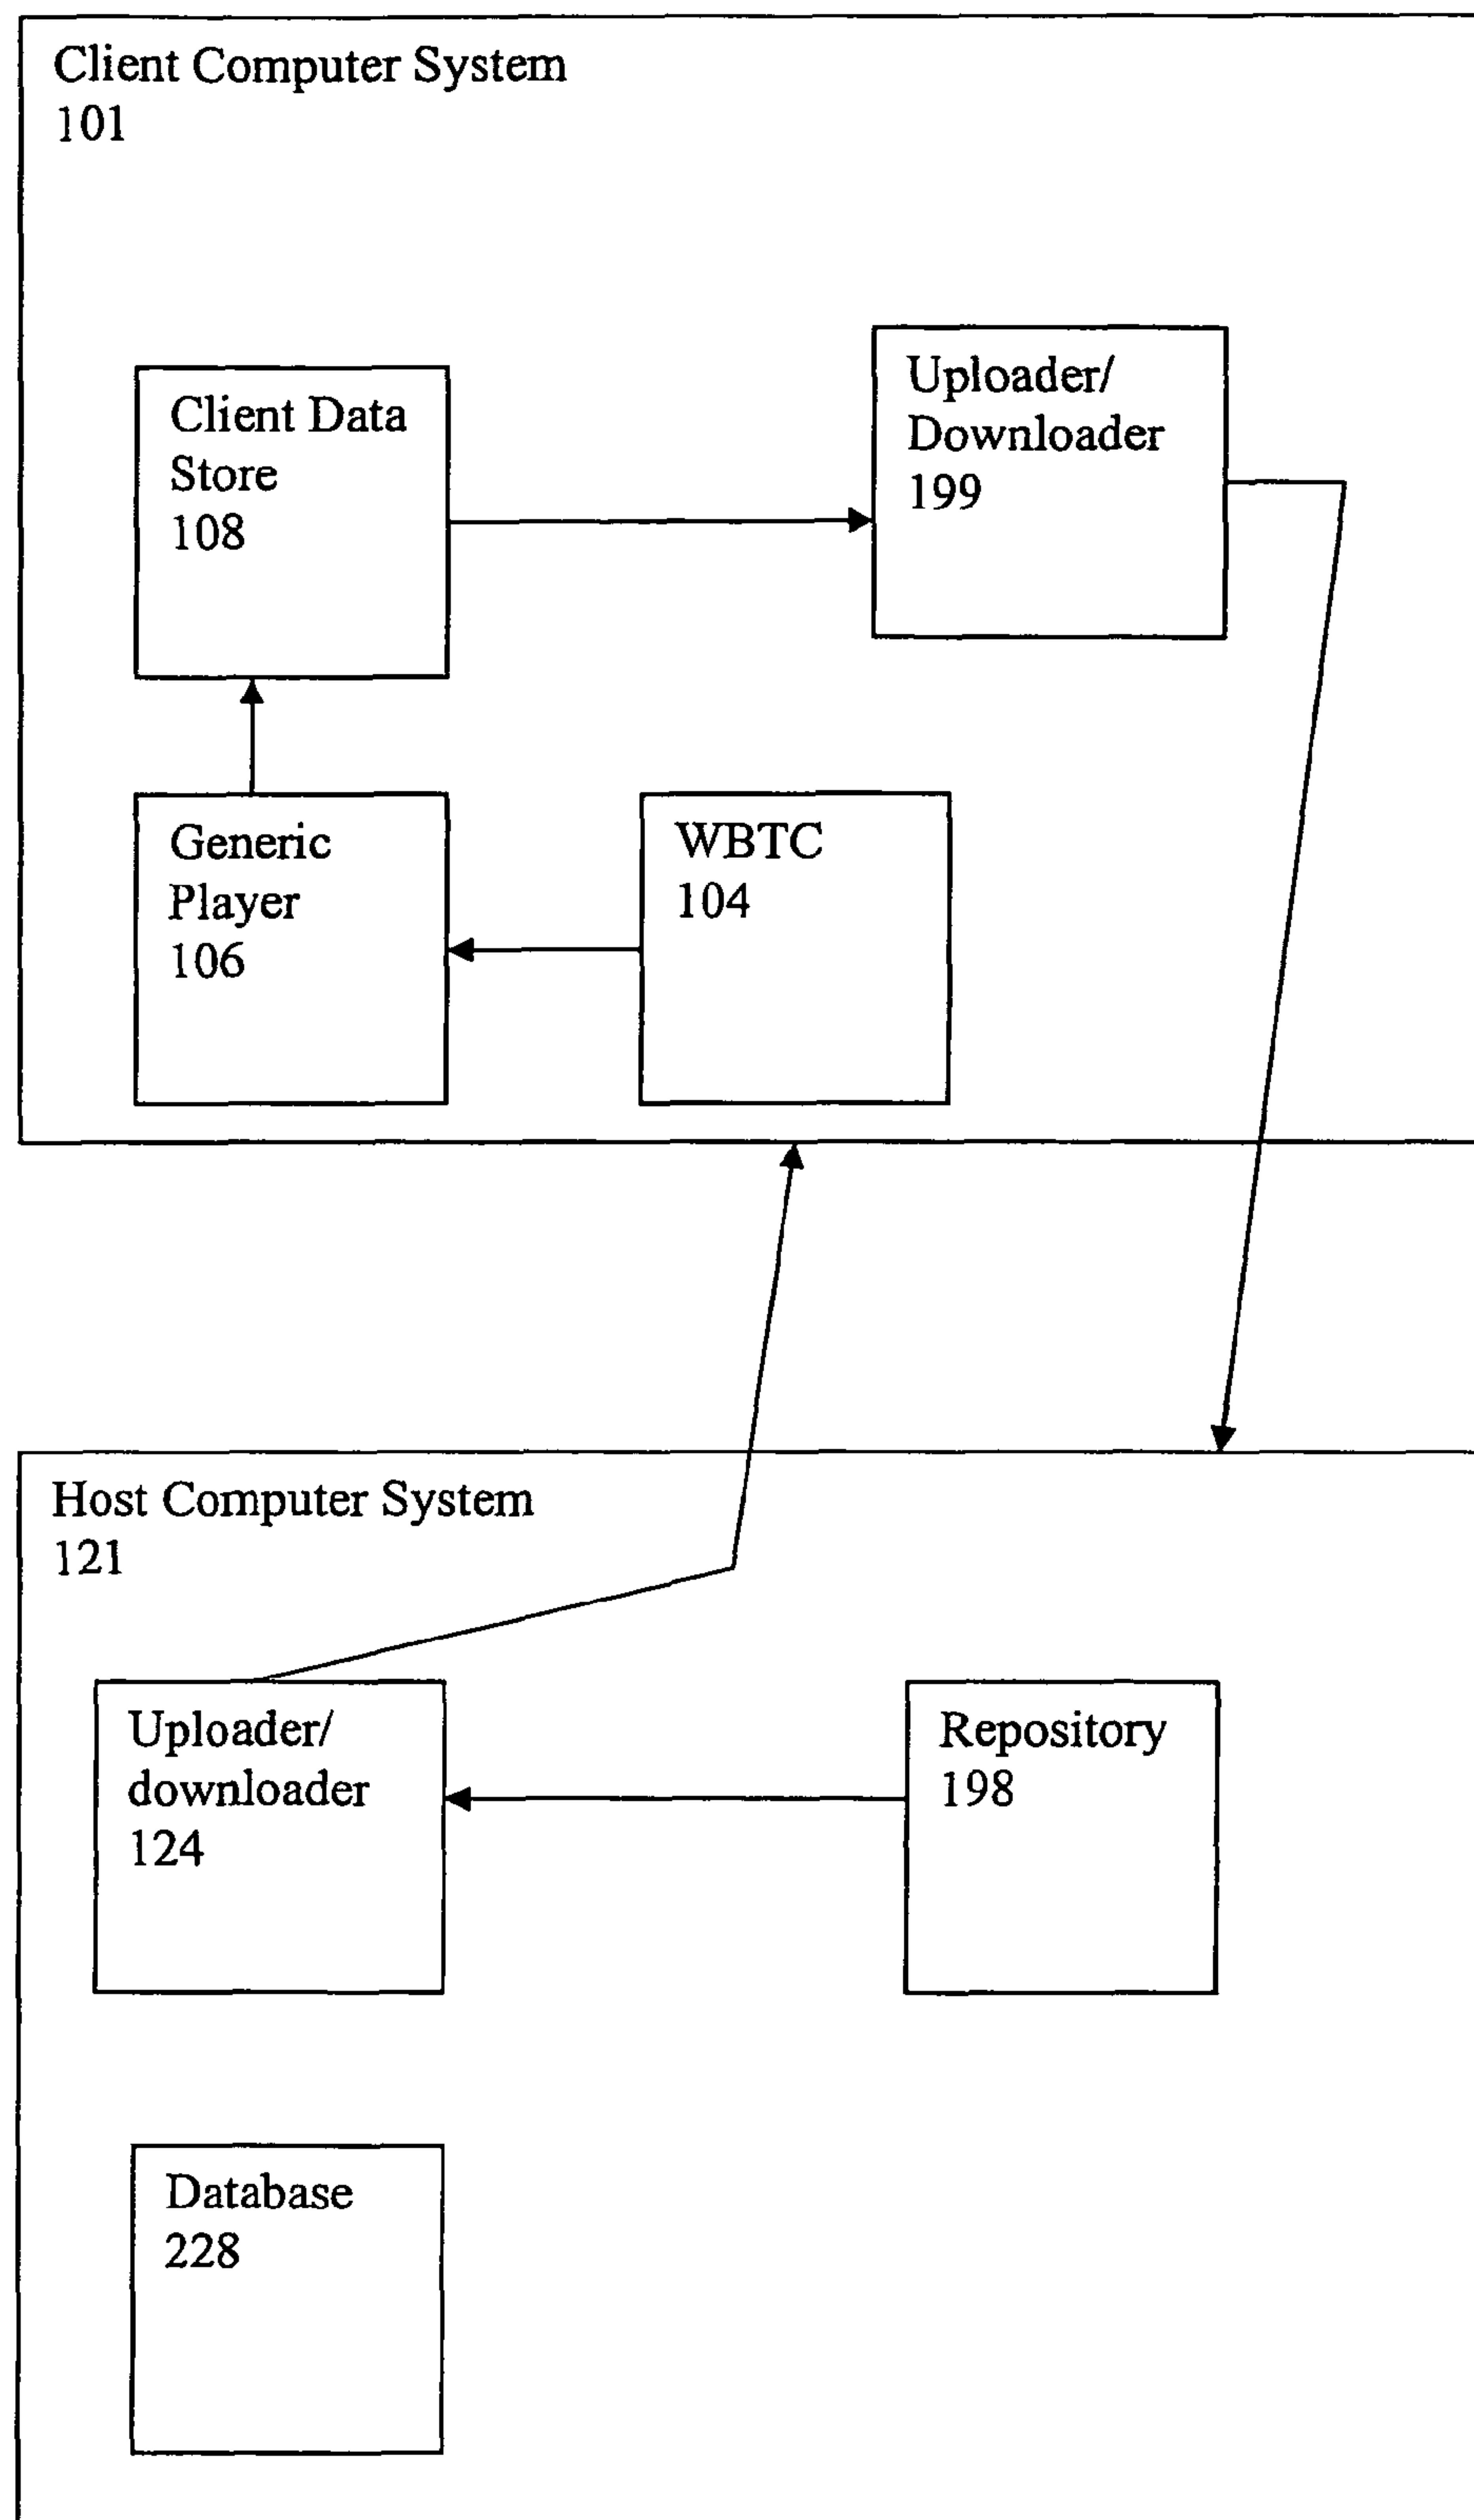 Client Computer System
101
Uploader/
Downloader
199
Client Data
Store
108
Generic
Player
106
WBTC
104
Host Computer System
121
Uploader/
downloader
124
Repository
198
Database
228